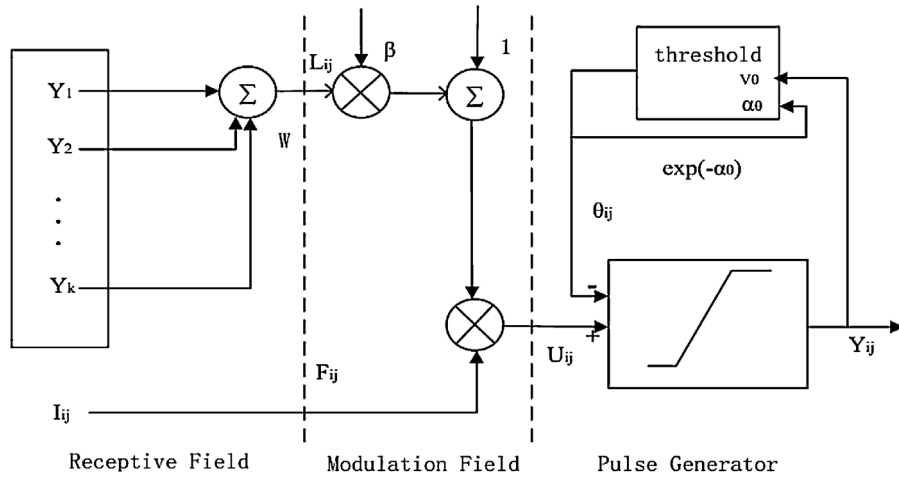 Y1
Y2
Yk
Σ
W
Lij
β
1
Σ
Fij
Iij
threshold
v0
α0
exp(-α0)
θij
-
+
Uij
Yij
Receptive Field
Modulation Field
Pulse Generator